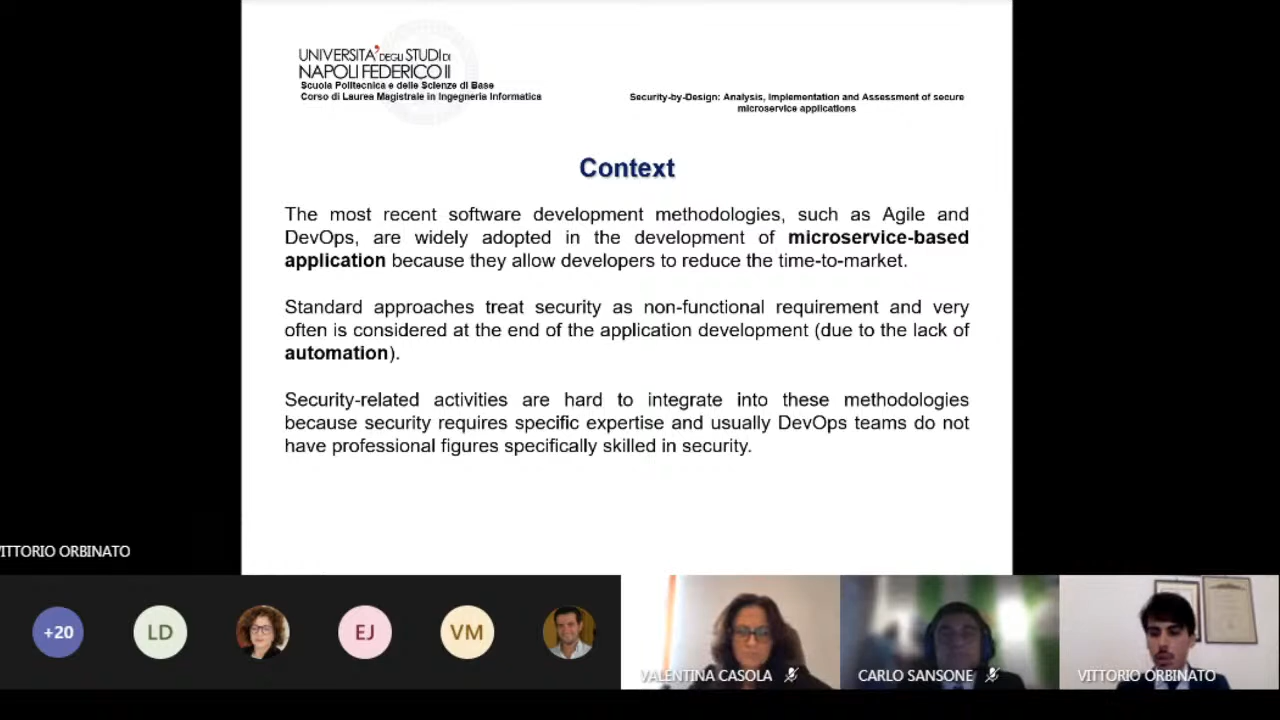 UNIVERSITA' DEGLI STUDI DI
NAPOLI FEDERICO II
Scuola Politecnica e delle Scienze di Base
Corso di Laurea Magistrale in Ingegneria Informatica
Security-by-Design: Analysis, Implementation and Assessment of secure
microservice applications
Context
The most recent software development methodologies, such as Agile and
DevOps, are widely adopted in the development of microservice-based
application because they allow developers to reduce the time-to-market.
Standard approaches treat security as non-functional requirement and very
often is considered at the end of the application development (due to the lack of
automation).
Security-related activities are hard to integrate into these methodologies
because security requires specific expertise and usually DevOps teams do not
have professional figures specifically skilled in security.
ITTORIO ORBINATO
+20
LD
EJ
VM
VALENTINA CASOLA
CARLO SANSONE
VITTORIO ORBINATO